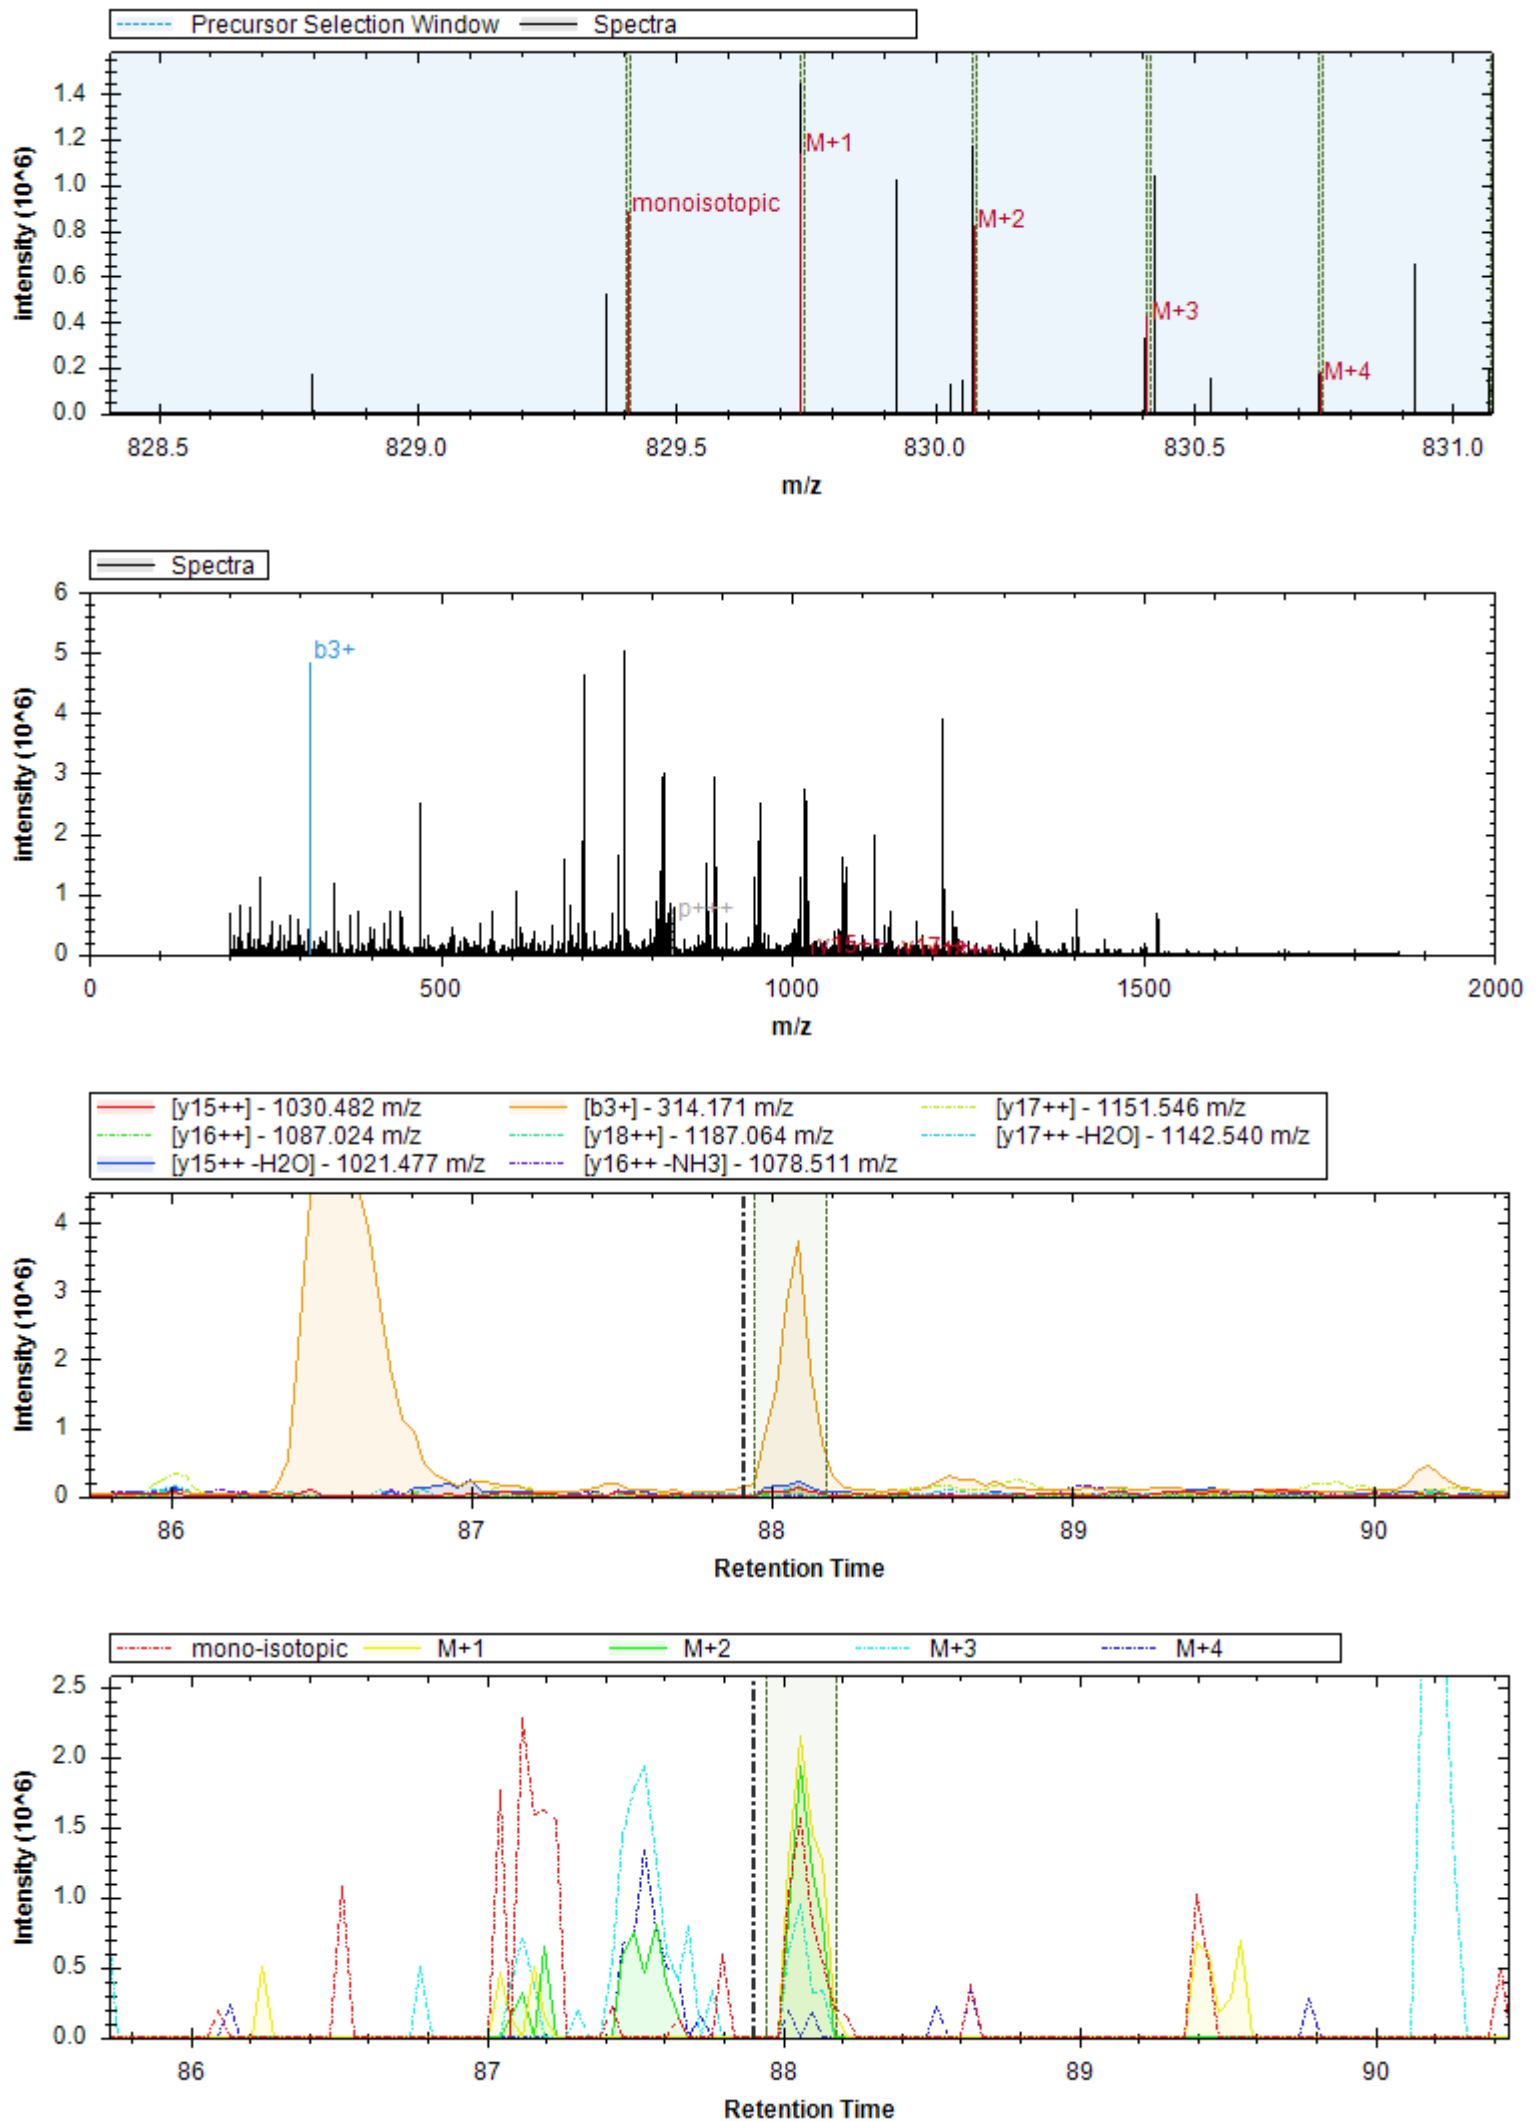 Precursor Selection Window Spectra
intensity (10^6)
1.4
1.2
1.0
0.8
0.6
0.4
0.2
0.0
monoisotopic
M+1
M+2
M+3
M+4
828.5 829.0 829.5 830.0 830.5 831.0
m/z
Spectra
intensity (10^6)
6
5
4
3
2
1
0
b3+
p+++
y15++
y17++
0 500 1000 1500 2000
m/z
[y15++] - 1030.482 m/z [b3+] - 314.171 m/z [y17++] - 1151.546 m/z
[y16++] - 1087.024 m/z [y18++] - 1187.064 m/z [y17++ -H2O] - 1142.540 m/z
[y15++ -H2O] - 1021.477 m/z [y16++ -NH3] - 1078.511 m/z
Intensity (10^6)
4
3
2
1
0
86 87 88 89 90
Retention Time
mono-isotopic M+1 M+2 M+3 M+4
Intensity (10^6)
2.5
2.0
1.5
1.0
0.5
0.0
86 87 88 89 90
Retention Time